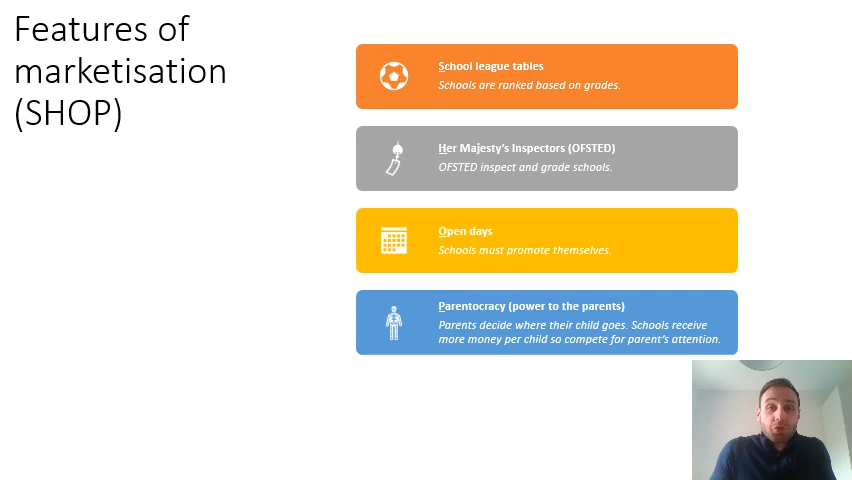 Features of
marketisation
(SHOP)
School league tables
Schools are ranked based on grades.
Her Majesty's Inspectors (OFSTED)
OFSTED inspect and grade schools.
Open days
Schools must promote themselves.
Parentocracy (power to the parents)
Parents decide where their child goes. Schools receive
more money per child so compete for parent's attention.